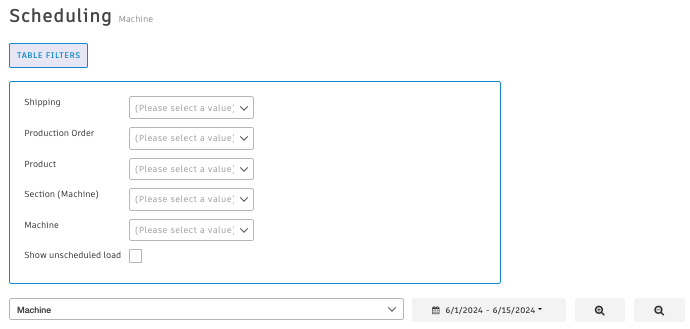 Scheduling Machine
TABLE FILTERS
Shipping (Please select a value)
Production Order (Please select a value)
Product (Please select a value)
Section (Machine) (Please select a value)
Machine (Please select a value)
Show unscheduled load
Machine 6/1/2024 - 6/15/2024